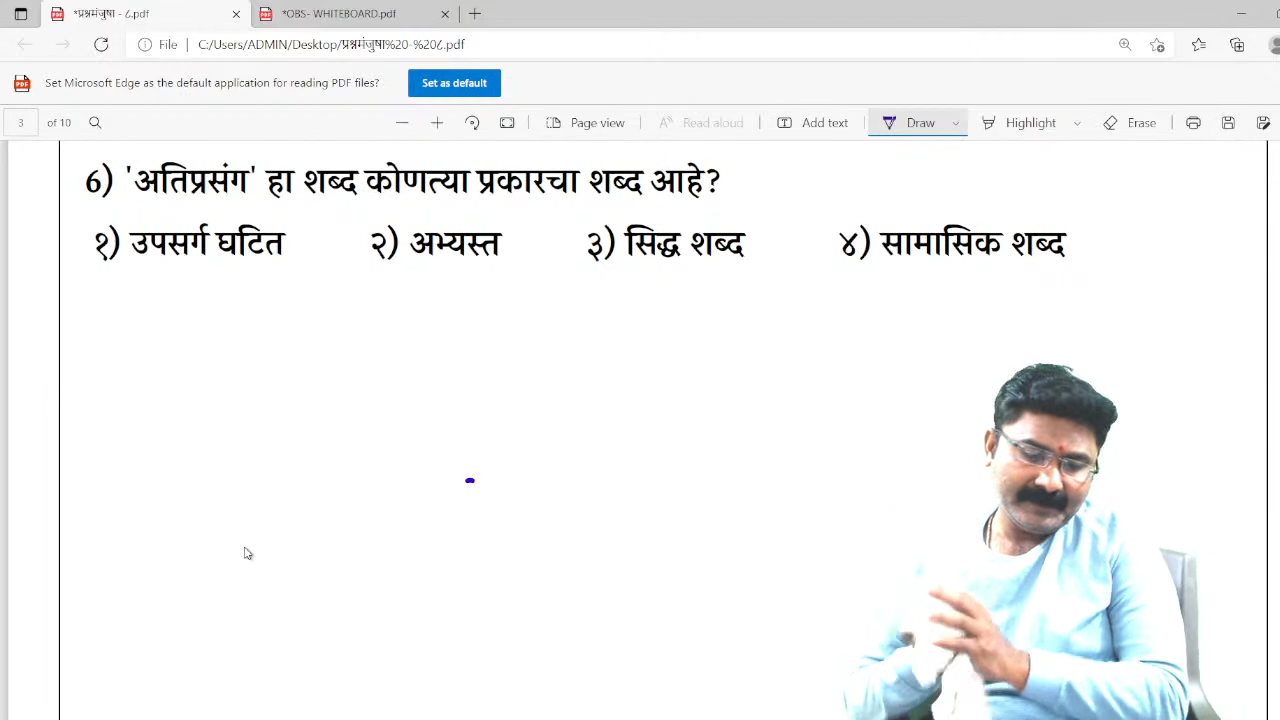 *प्रश्नमंजुषा - ८.pdf
*OBS- WHITEBOARD.pdf
File
C:/Users/ADMIN/Desktop/प्रश्नमंजुषा%20-%20८.pdf
Set Microsoft Edge as the default application for reading PDF files?
Set as default
3 of 10
Page view
Read aloud
Add text
Draw
Highlight
Erase
6) 'अतिप्रसंग' हा शब्द कोणत्या प्रकारचा शब्द आहे?
१) उपसर्ग घटित २) अभ्यस्त ३) सिद्ध शब्द ४) सामासिक शब्द